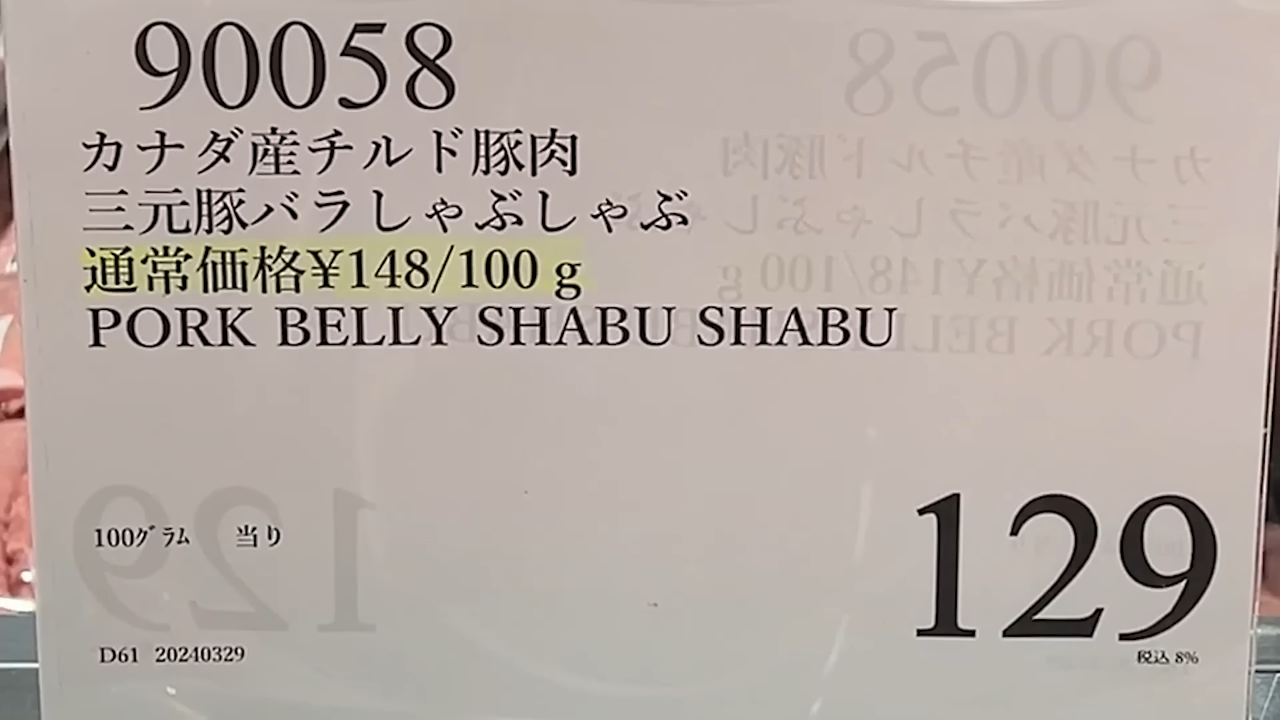 90058
カナダ産チルド豚肉
三元豚バラしゃぶしゃぶ
通常価格¥148/100 g
PORK BELLY SHABU SHABU
100ｸﾞﾗﾑ 当り
129
D61 20240329
税込 8%